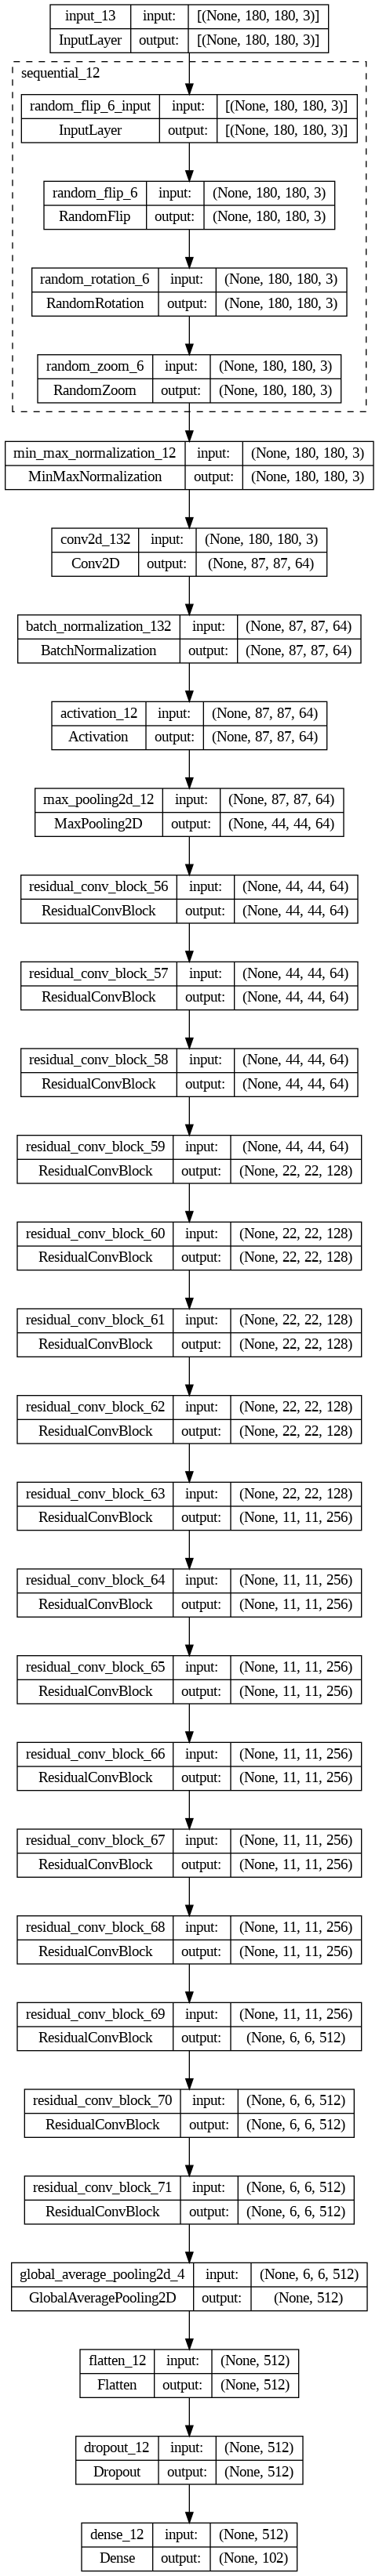 input_13 input: [(None, 180, 180, 3)]
InputLayer output: [(None, 180, 180, 3)]
sequential_12
random_flip_6_input input: [(None, 180, 180, 3)]
InputLayer output: [(None, 180, 180, 3)]
random_flip_6 input: (None, 180, 180, 3)
RandomFlip output: (None, 180, 180, 3)
random_rotation_6 input: (None, 180, 180, 3)
RandomRotation output: (None, 180, 180, 3)
random_zoom_6 input: (None, 180, 180, 3)
RandomZoom output: (None, 180, 180, 3)
min_max_normalization_12 input: (None, 180, 180, 3)
MinMaxNormalization output: (None, 180, 180, 3)
conv2d_132 input: (None, 180, 180, 3)
Conv2D output: (None, 87, 87, 64)
batch_normalization_132 input: (None, 87, 87, 64)
BatchNormalization output: (None, 87, 87, 64)
activation_12 input: (None, 87, 87, 64)
Activation output: (None, 87, 87, 64)
max_pooling2d_12 input: (None, 87, 87, 64)
MaxPooling2D output: (None, 44, 44, 64)
residual_conv_block_56 input: (None, 44, 44, 64)
ResidualConvBlock output: (None, 44, 44, 64)
residual_conv_block_57 input: (None, 44, 44, 64)
ResidualConvBlock output: (None, 44, 44, 64)
residual_conv_block_58 input: (None, 44, 44, 64)
ResidualConvBlock output: (None, 44, 44, 64)
residual_conv_block_59 input: (None, 44, 44, 64)
ResidualConvBlock output: (None, 22, 22, 128)
residual_conv_block_60 input: (None, 22, 22, 128)
ResidualConvBlock output: (None, 22, 22, 128)
residual_conv_block_61 input: (None, 22, 22, 128)
ResidualConvBlock output: (None, 22, 22, 128)
residual_conv_block_62 input: (None, 22, 22, 128)
ResidualConvBlock output: (None, 22, 22, 128)
residual_conv_block_63 input: (None, 22, 22, 128)
ResidualConvBlock output: (None, 11, 11, 256)
residual_conv_block_64 input: (None, 11, 11, 256)
ResidualConvBlock output: (None, 11, 11, 256)
residual_conv_block_65 input: (None, 11, 11, 256)
ResidualConvBlock output: (None, 11, 11, 256)
residual_conv_block_66 input: (None, 11, 11, 256)
ResidualConvBlock output: (None, 11, 11, 256)
residual_conv_block_67 input: (None, 11, 11, 256)
ResidualConvBlock output: (None, 11, 11, 256)
residual_conv_block_68 input: (None, 11, 11, 256)
ResidualConvBlock output: (None, 11, 11, 256)
residual_conv_block_69 input: (None, 11, 11, 256)
ResidualConvBlock output: (None, 6, 6, 512)
residual_conv_block_70 input: (None, 6, 6, 512)
ResidualConvBlock output: (None, 6, 6, 512)
residual_conv_block_71 input: (None, 6, 6, 512)
ResidualConvBlock output: (None, 6, 6, 512)
global_average_pooling2d_4 input: (None, 6, 6, 512)
GlobalAveragePooling2D output: (None, 512)
flatten_12 input: (None, 512)
Flatten output: (None, 512)
dropout_12 input: (None, 512)
Dropout output: (None, 512)
dense_12 input: (None, 512)
Dense output: (None, 102)